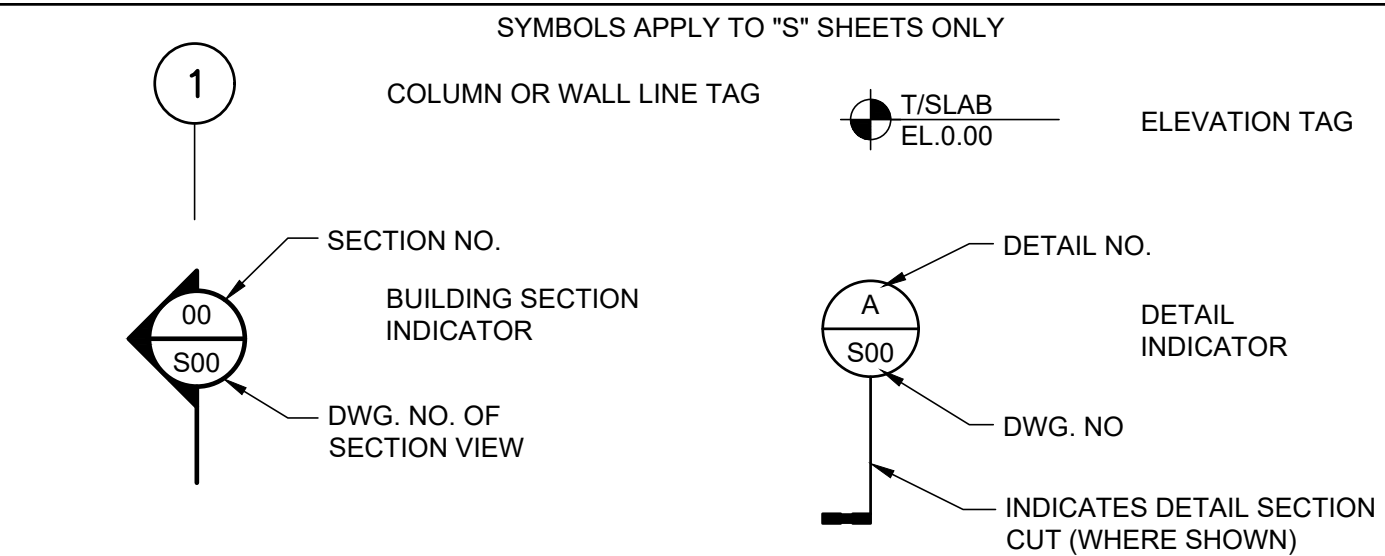 SYMBOLS APPLY TO "S" SHEETS ONLY
1
COLUMN OR WALL LINE TAG
T/SLAB
EL.0.00
ELEVATION TAG
SECTION NO.
00
S00
BUILDING SECTION
INDICATOR
DWG. NO. OF
SECTION VIEW
DETAIL NO.
A
S00
DETAIL
INDICATOR
DWG. NO
INDICATES DETAIL SECTION
CUT (WHERE SHOWN)